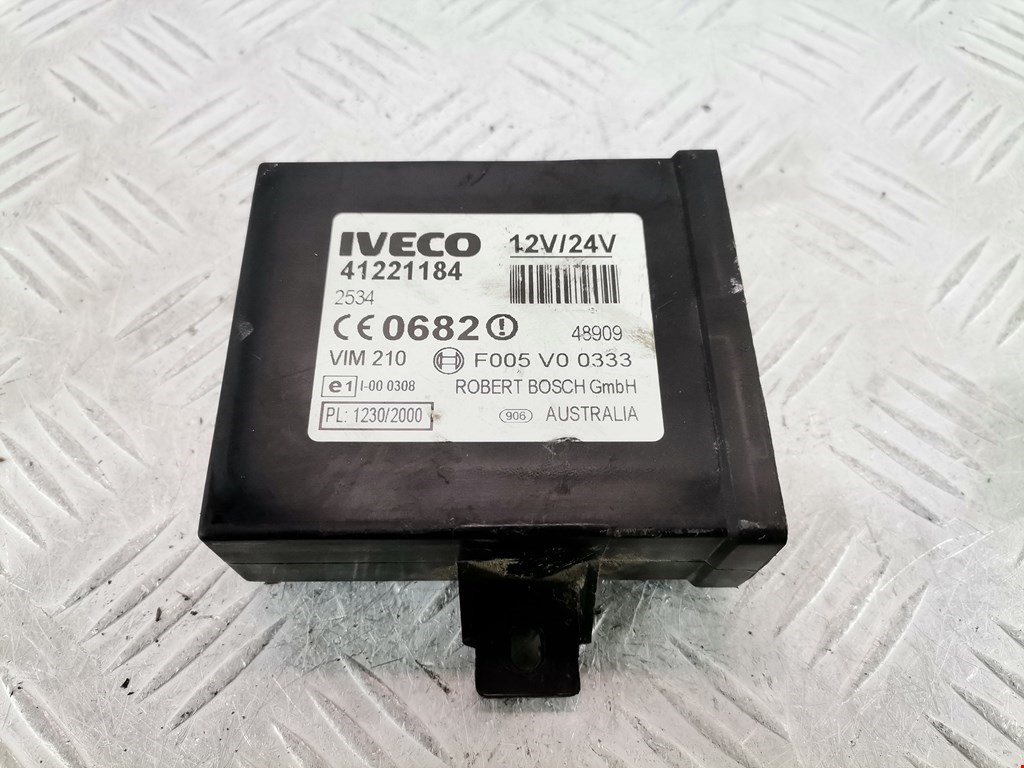 IVECO 12V/24V
41221184
2534
CE 0682
48909
VIM 210 F005 V0 0333
e1 I-00 0308 ROBERT BOSCH GmbH
PL: 1230/2000 906 AUSTRALIA